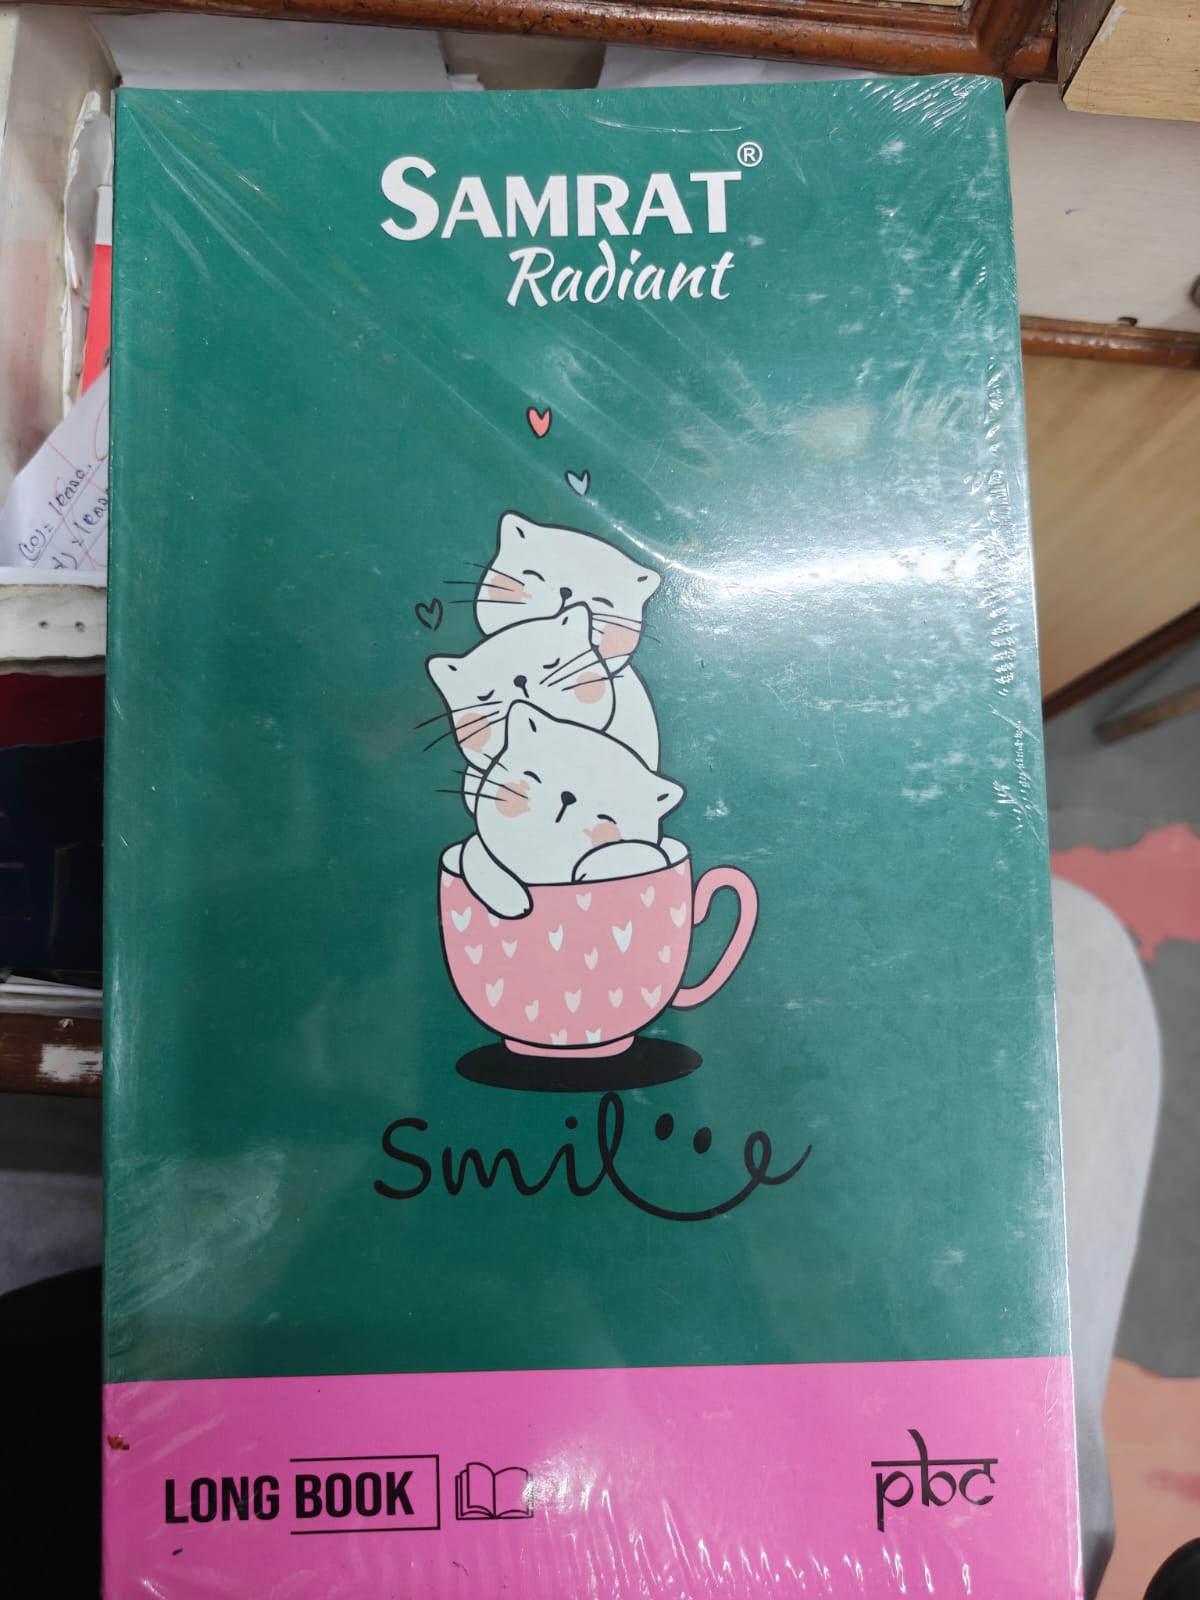 SAMRAT®
Radiant
Smile
LONG BOOK
pbc